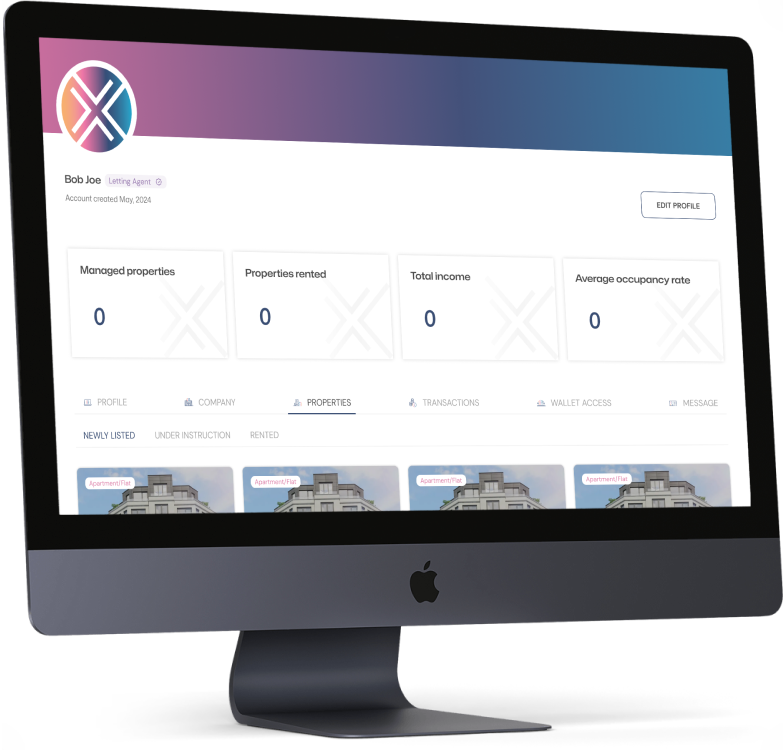 Bob Joe Letting Agent
Account created May, 2024
EDIT PROFILE
Managed properties Properties rented Total income Average occupancy rate
0 0 0 0
PROFILE COMPANY PROPERTIES TRANSACTIONS WALLET ACCESS MESSAGE
NEWLY LISTED UNDER INSTRUCTION RENTED
Apartment/Flat Apartment/Flat Apartment/Flat Apartment/Flat